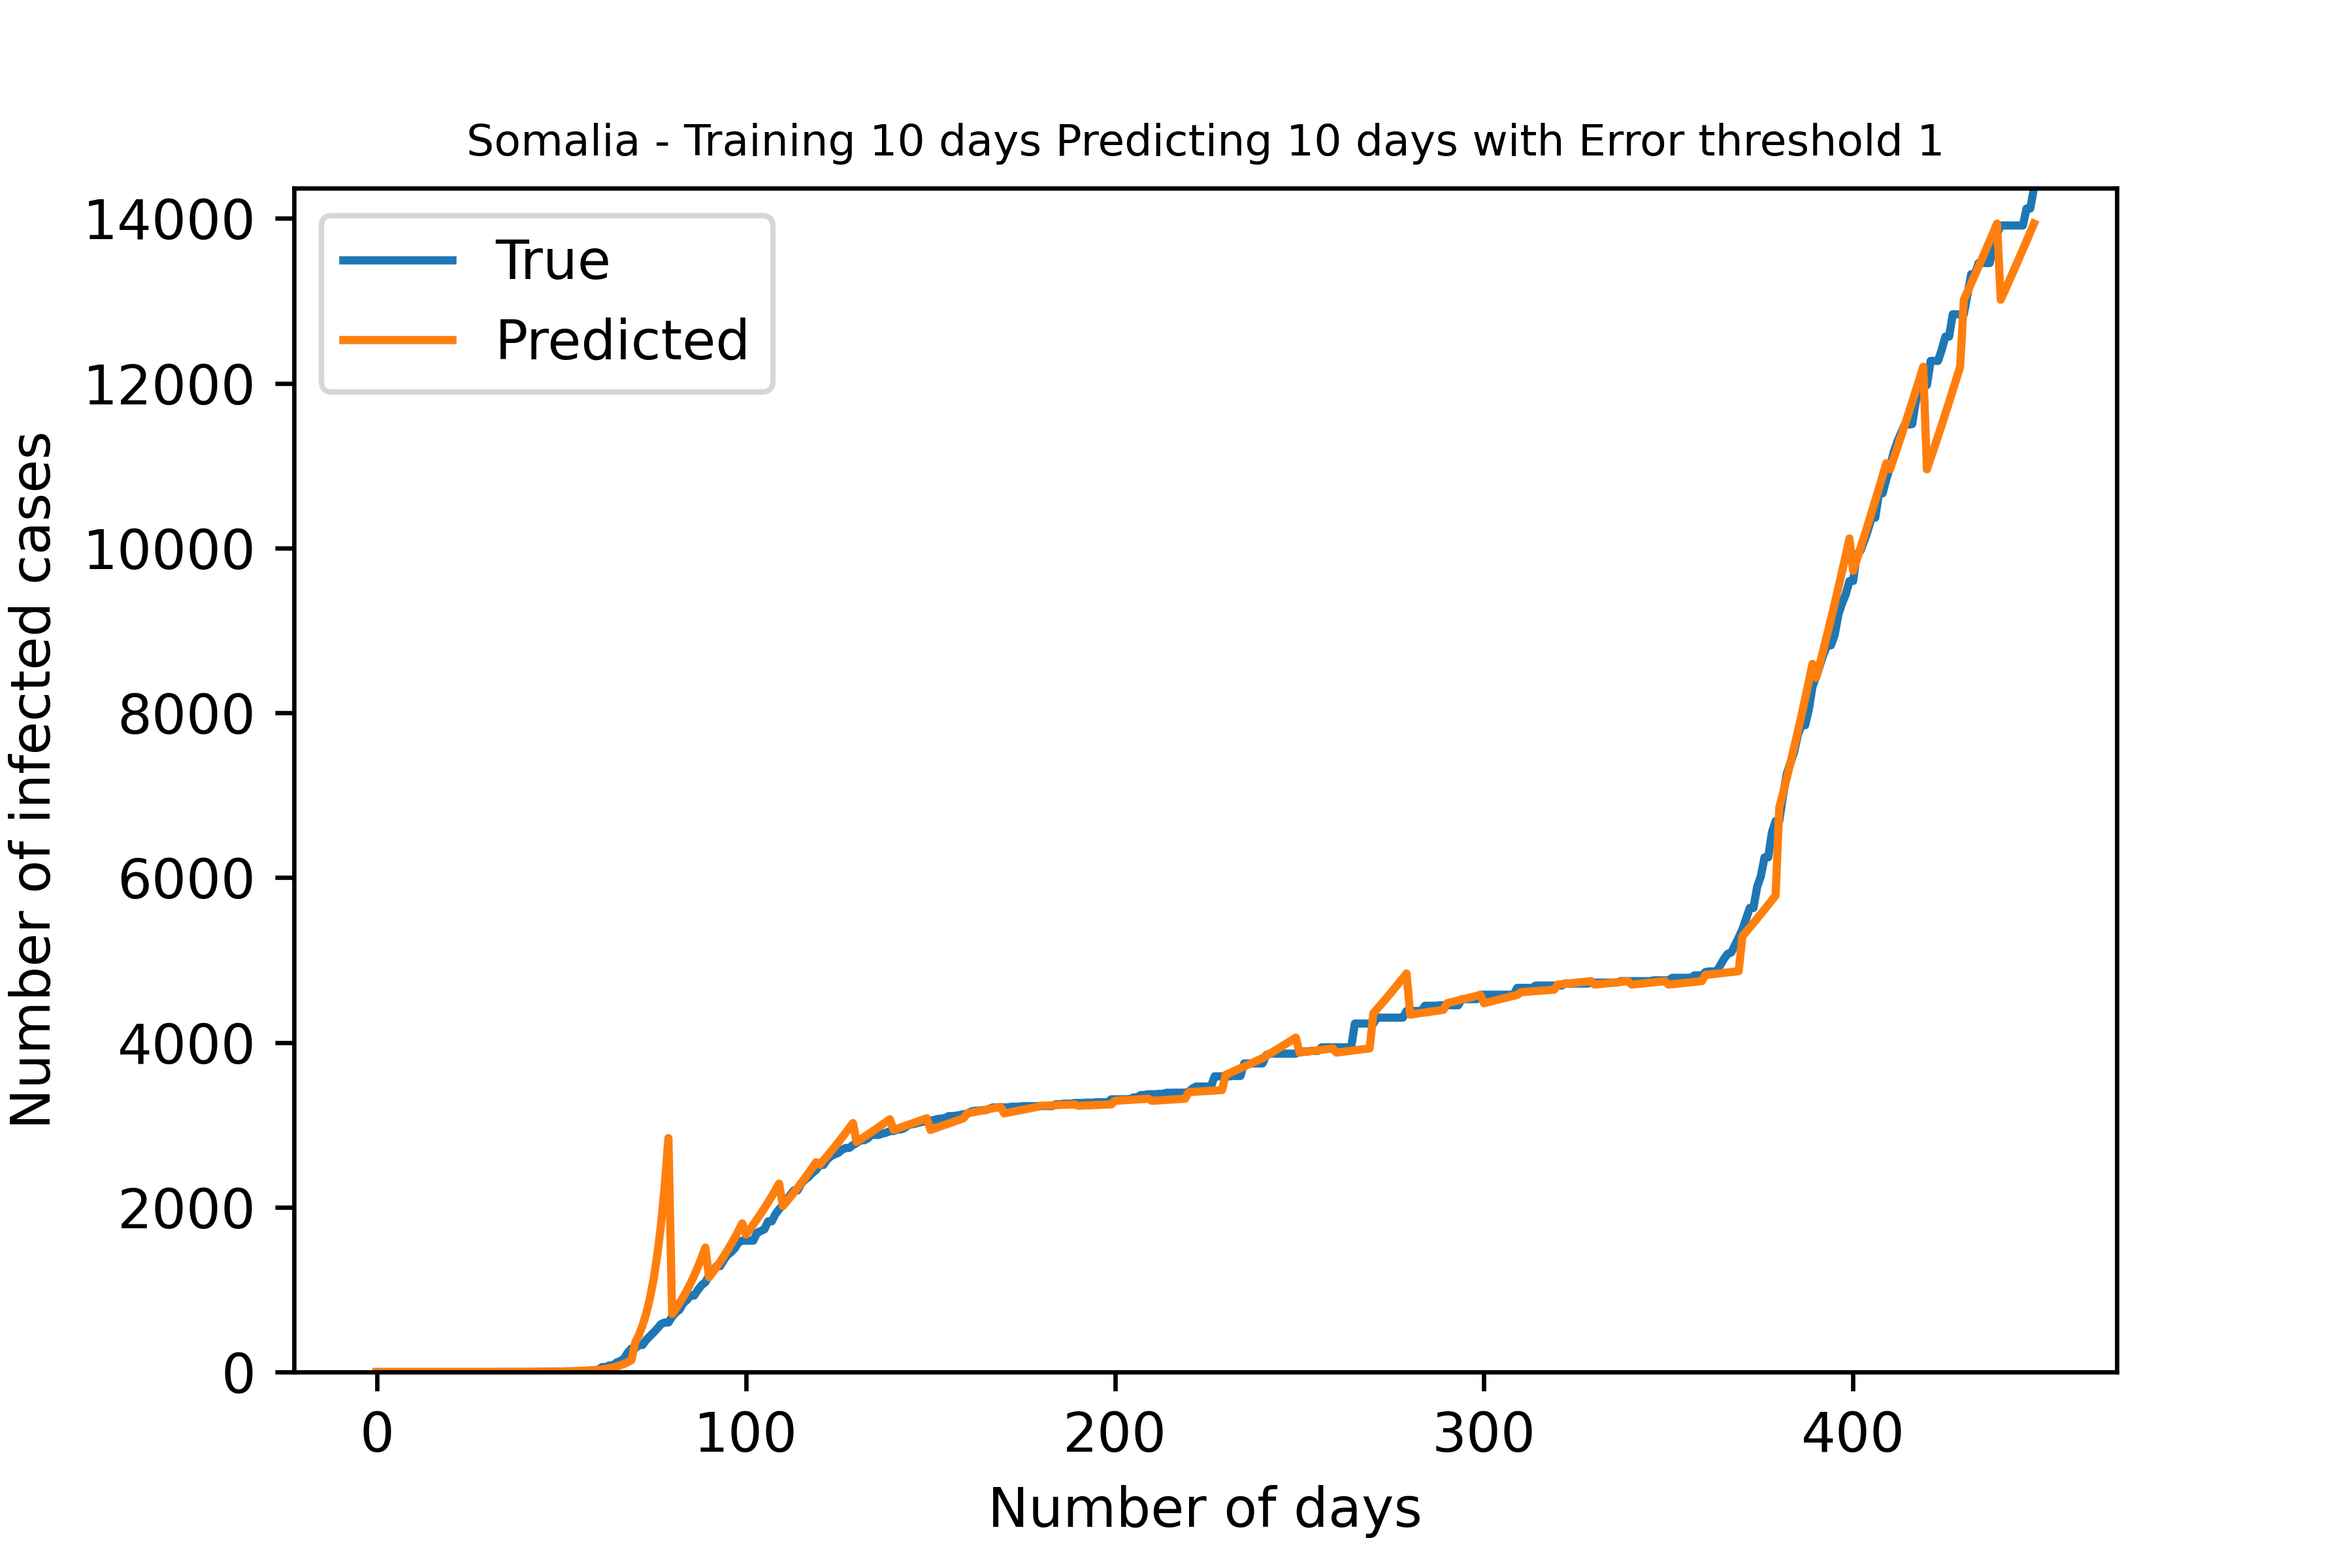 Somalia - Training 10 days Predicting 10 days with Error threshold 1
True
Predicted
Number of infected cases
14000
12000
10000
8000
6000
4000
2000
0
0 100 200 300 400
Number of days